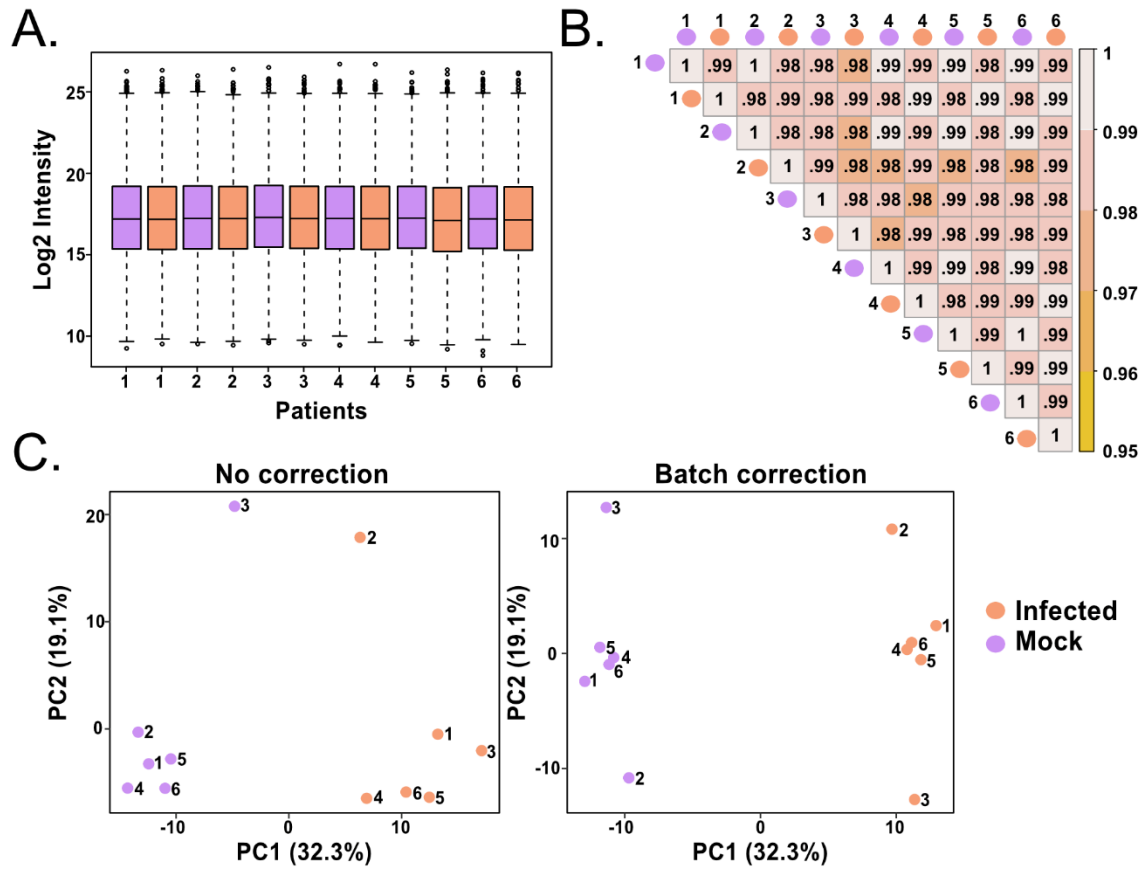 A.
Log2 Intensity
25
20
15
10
1 1 2 2 3 3 4 4 5 5 6 6
Patients
B.
1 1 2 2 3 3 4 4 5 5 6 6
1 1 .99 1 .98 .98 .98 .99 .99 .99 .98 .99 .99
1 1 .98 .99 .98 .99 .98 .99 .98 .99 .98 .99
2 1 .98 .98 .98 .99 .99 .99 .98 .99 .98
2 1 .99 .98 .98 .98 .98 .98 .98 .98
3 1 .98 .98 .98 .98 .98 .98 .98
3 1 .98 .99 .98 .99 .98 .99
4 1 .99 .99 .98 .99 .98
4 1 .98 .99 .99 .99
5 1 .99 1 .99
5 1 .99 .99
6 1 .99
6 1
1
0.99
0.98
0.97
0.96
0.95
C.
No correction
PC2 (19.1%)
20
10
0
3
2
2
1
5
4
6
1
3
4
6
5
-10 0 10
PC1 (32.3%)
Batch correction
PC2 (19.1%)
10
0
-10
3
2
5
4
6
1
2
1
6
4
5
3
-10 0 10
PC1 (32.3%)
Infected
Mock